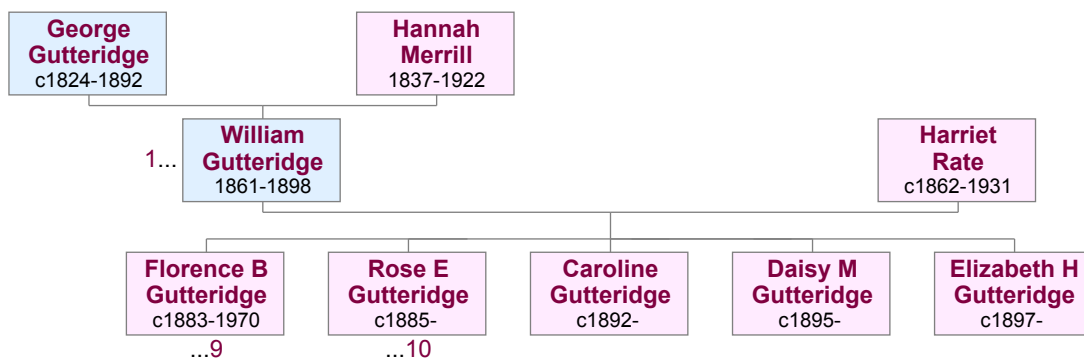 George
Gutteridge
c1824-1892
Hannah
Merrill
1837-1922
1...
William
Gutteridge
1861-1898
Harriet
Rate
c1862-1931
Florence B
Gutteridge
c1883-1970
...9
Rose E
Gutteridge
c1885-
...10
Caroline
Gutteridge
c1892-
Daisy M
Gutteridge
c1895-
Elizabeth H
Gutteridge
c1897-